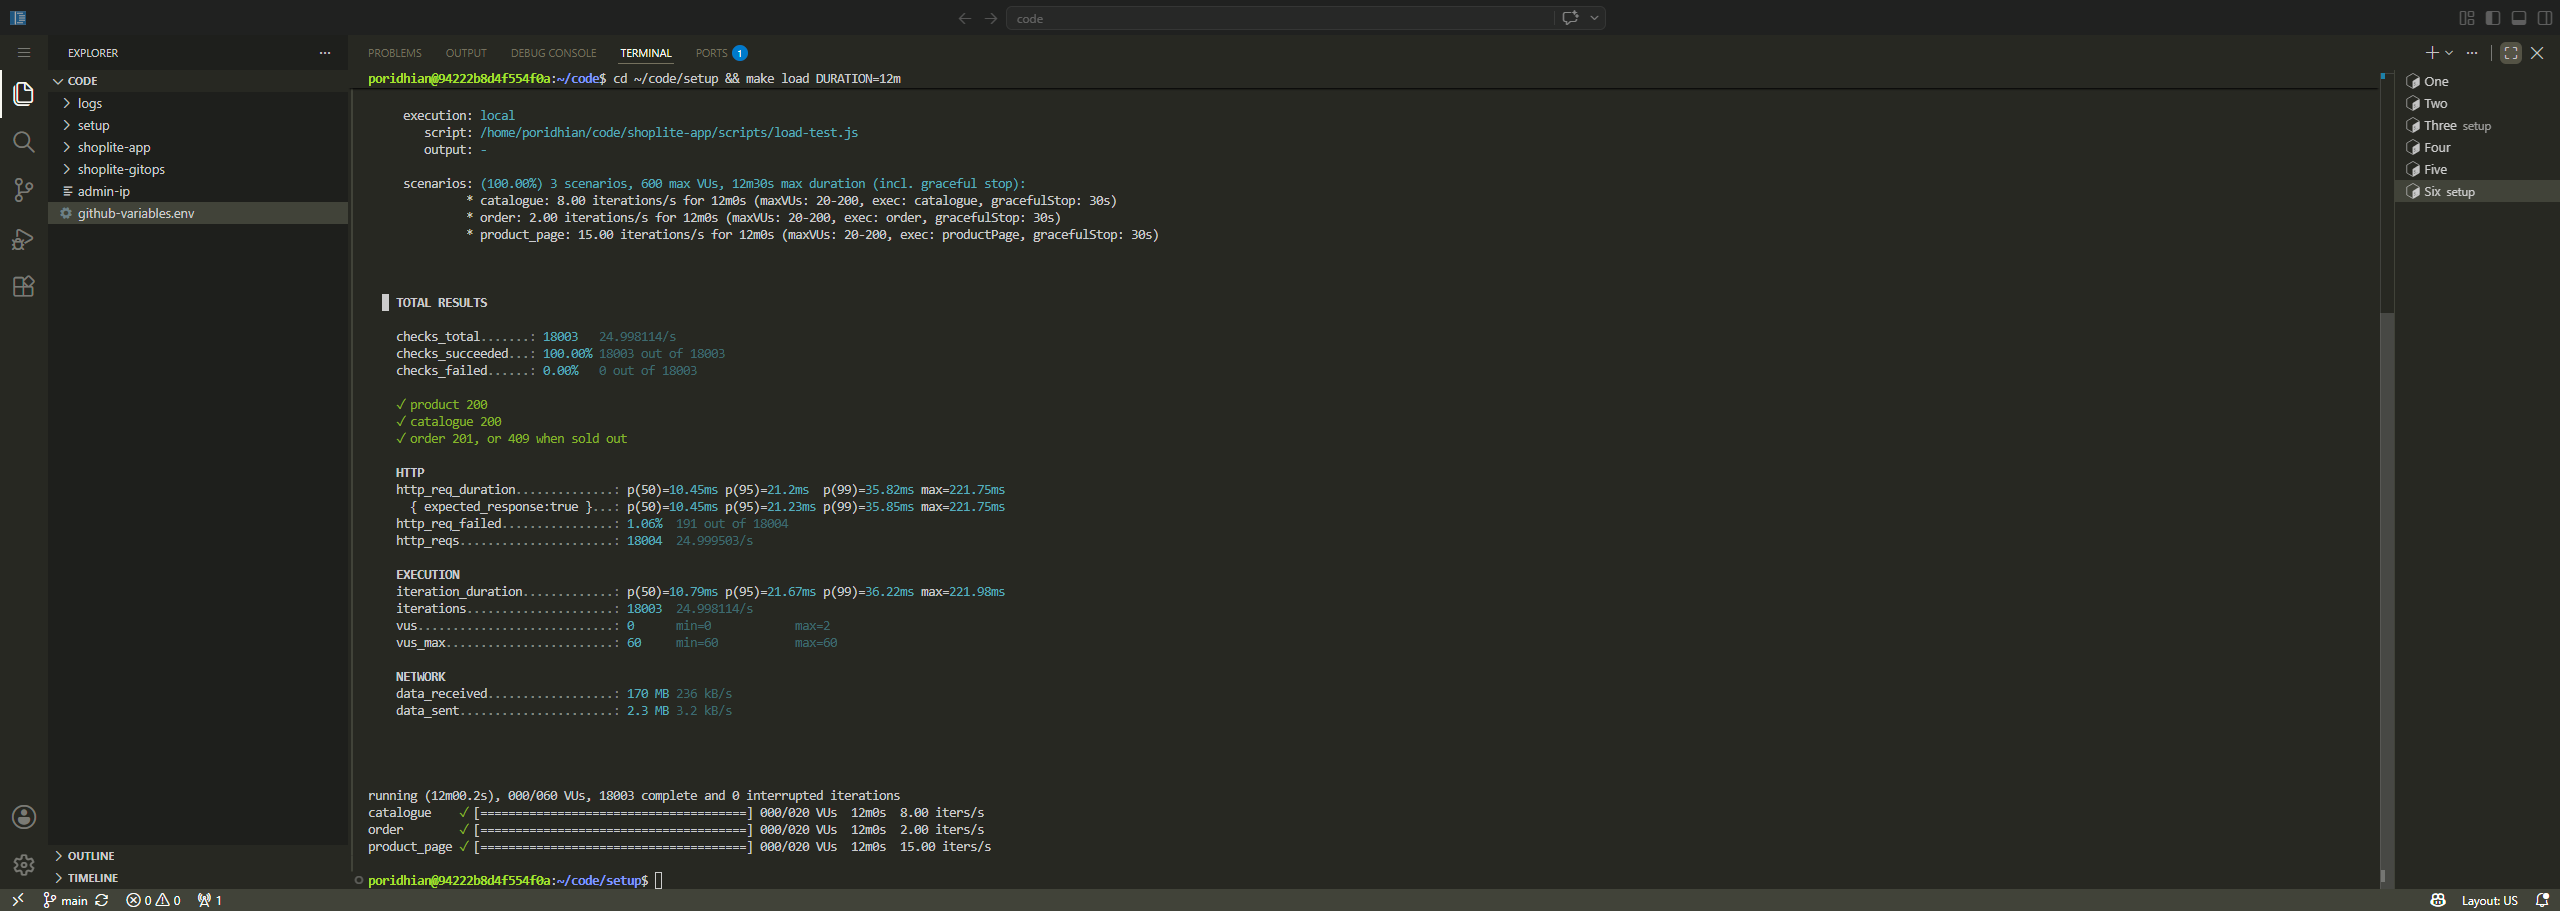 code
EXPLORER
CODE
logs
setup
shoplite-app
shoplite-gitops
admin-ip
github-variables.env
OUTLINE
TIMELINE
PROBLEMS OUTPUT DEBUG CONSOLE TERMINAL PORTS 1
poridhian@94222b8d4f554f0a:~/code$ cd ~/code/setup && make load DURATION=12m
execution: local
script: /home/poridhian/code/shoplite-app/scripts/load-test.js
output: -
scenarios: (100.00%) 3 scenarios, 600 max VUs, 12m30s max duration (incl. graceful stop):
* catalogue: 8.00 iterations/s for 12m0s (maxVUs: 20-200, exec: catalogue, gracefulStop: 30s)
* order: 2.00 iterations/s for 12m0s (maxVUs: 20-200, exec: order, gracefulStop: 30s)
* product_page: 15.00 iterations/s for 12m0s (maxVUs: 20-200, exec: productPage, gracefulStop: 30s)
█ TOTAL RESULTS
checks_total.......: 18003 24.998114/s
checks_succeeded...: 100.00% 18003 out of 18003
checks_failed......: 0.00% 0 out of 18003
✓ product 200
✓ catalogue 200
✓ order 201, or 409 when sold out
HTTP
http_req_duration..............: p(50)=10.45ms p(95)=21.2ms p(99)=35.82ms max=221.75ms
{ expected_response:true }...: p(50)=10.45ms p(95)=21.23ms p(99)=35.85ms max=221.75ms
http_req_failed................: 1.06% 191 out of 18004
http_reqs......................: 18004 24.999503/s
EXECUTION
iteration_duration.............: p(50)=10.79ms p(95)=21.67ms p(99)=36.22ms max=221.98ms
iterations.....................: 18003 24.998114/s
vus............................: 0 min=0 max=2
vus_max........................: 60 min=60 max=60
NETWORK
data_received..................: 170 MB 236 kB/s
data_sent......................: 2.3 MB 3.2 kB/s
running (12m00.2s), 000/060 VUs, 18003 complete and 0 interrupted iterations
catalogue ✓ [======================================] 000/020 VUs 12m0s 8.00 iters/s
order ✓ [======================================] 000/020 VUs 12m0s 2.00 iters/s
product_page ✓ [======================================] 000/020 VUs 12m0s 15.00 iters/s
poridhian@94222b8d4f554f0a:~/code/setup$
One
Two
Three setup
Four
Five
Six setup
main 0 0 1
Layout: US